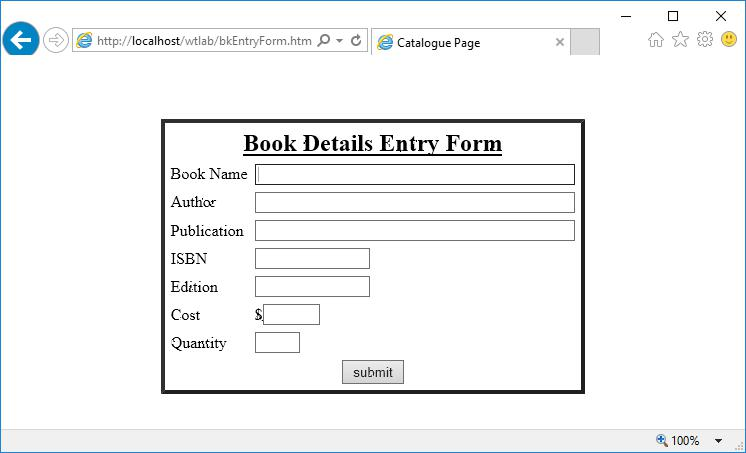 http://localhost/wtlab/bkEntryForm.htm
Catalogue Page
Book Details Entry Form
Book Name
Author
Publication
ISBN
Edition
Cost $
Quantity
submit
100%